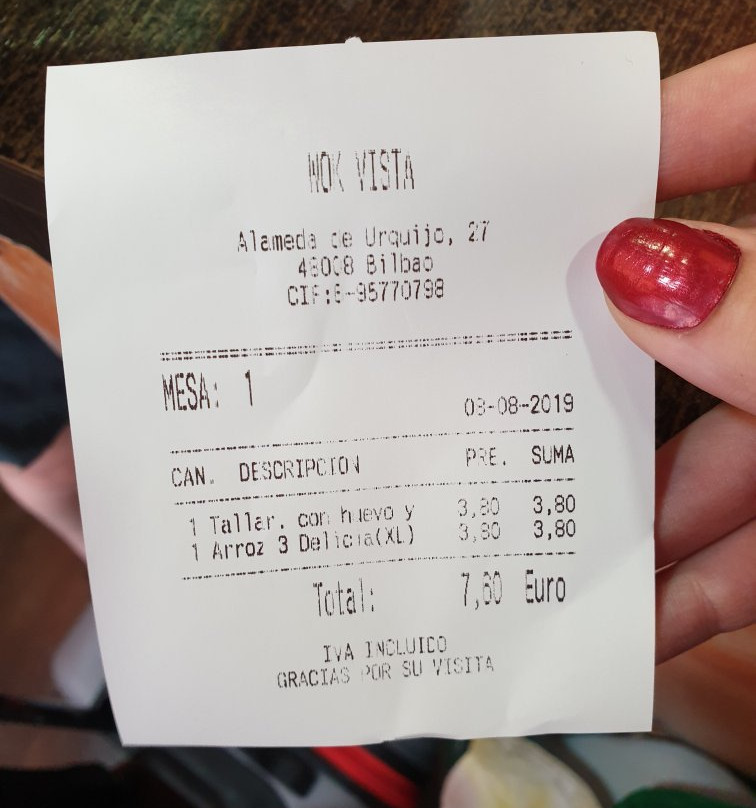 WOK VISTA
Alameda de Urquijo, 27
48008 Bilbao
CIF:B-95770798
MESA: 1
03-08-2019
CAN. DESCRIPCION PRE. SUMA
1 Tallar. con huevo y 3,80 3,80
1 Arroz 3 Delicia(XL) 3,80 3,80
Total: 7,60 Euro
IVA INCLUIDO
GRACIAS POR SU VISITA